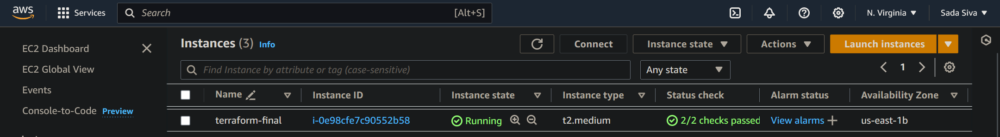 aws Services Search [Alt+S] N. Virginia Sada Siva
EC2 Dashboard
EC2 Global View
Events
Console-to-Code Preview
Instances (3) Info Connect Instance state Actions Launch instances
Find Instance by attribute or tag (case-sensitive) Any state 1
Name Instance ID Instance state Instance type Status check Alarm status Availability Zone
terraform-final i-0e98cfe7c90552b58 Running t2.medium 2/2 checks passed View alarms us-east-1b